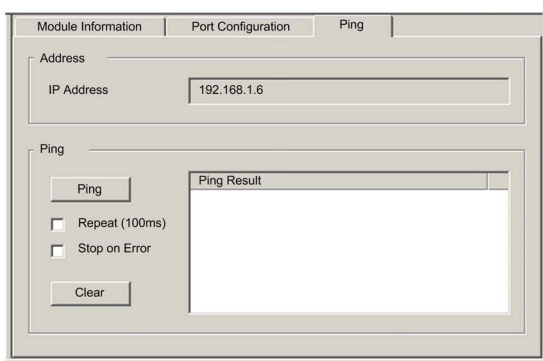 Module Information Port Configuration Ping
Address
IP Address 192.168.1.6
Ping
Ping Ping Result
Repeat (100ms)
Stop on Error
Clear